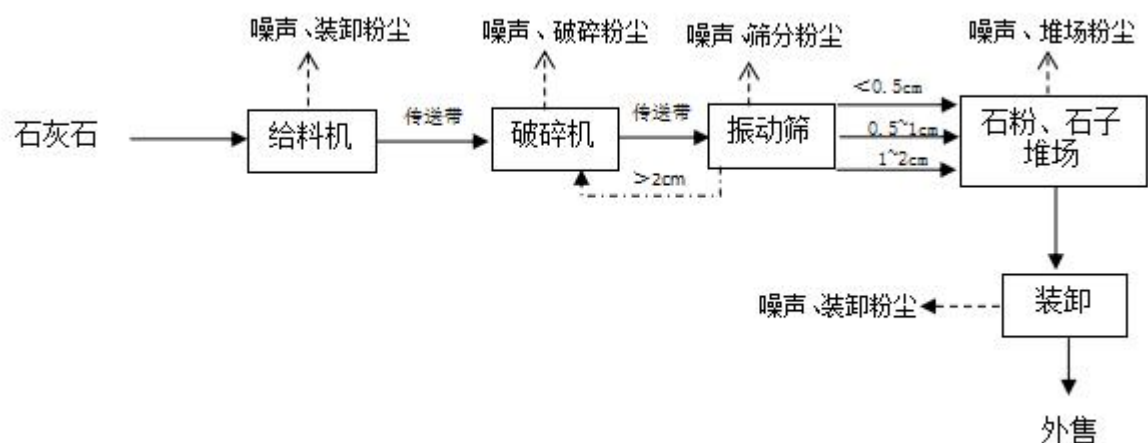 噪声、装卸粉尘
噪声、破碎粉尘
噪声、筛分粉尘
噪声、堆场粉尘
石灰石
给料机
传送带
破碎机
传送带
振动筛
<0.5cm
0.5~1cm
1~2cm
>2cm
石粉、石子
堆场
噪声、装卸粉尘
装卸
外售